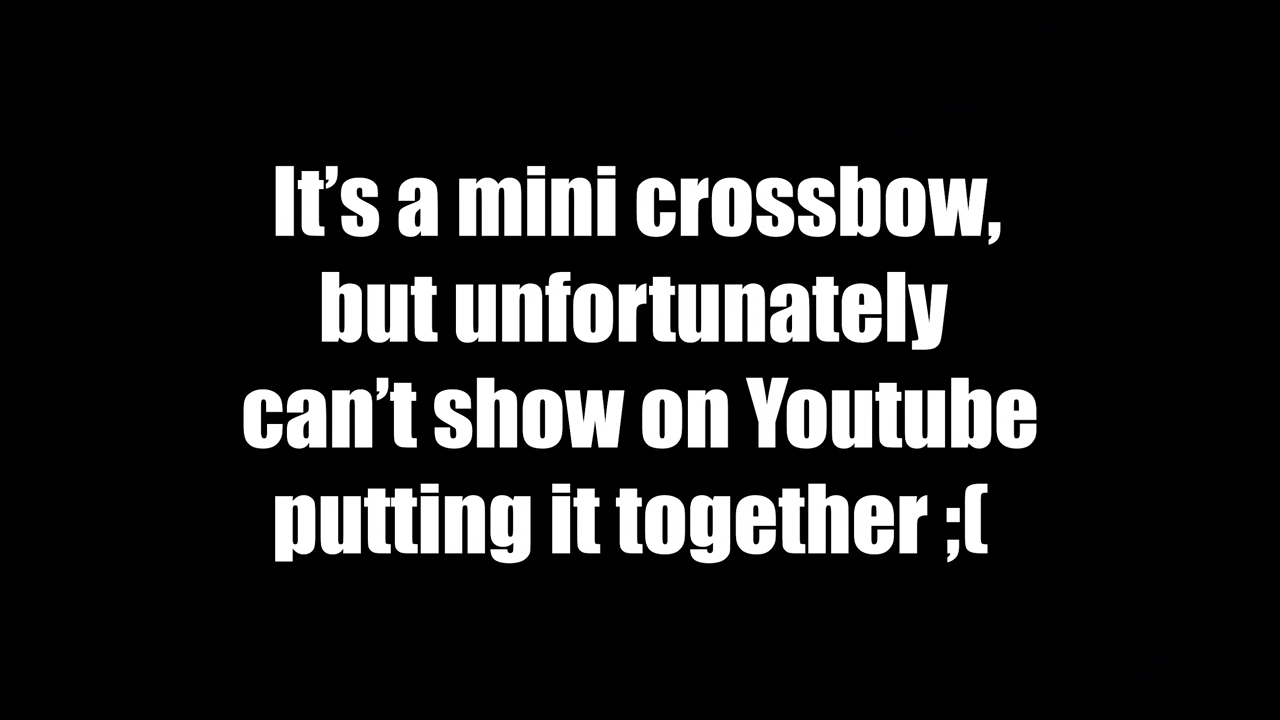 It’s a mini crossbow,
but unfortunately
can’t show on Youtube
putting it together ;(